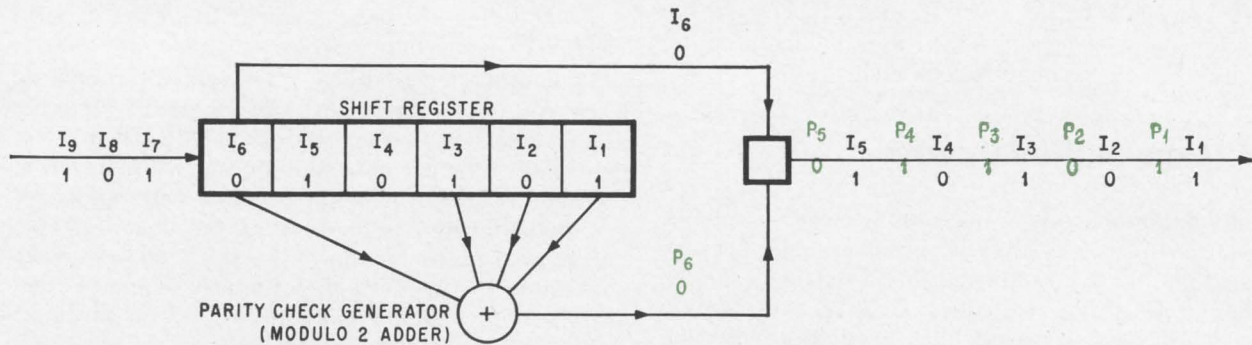 I6
0
SHIFT REGISTER
I9 I8 I7
1 0 1
I6 I5 I4 I3 I2 I1
0 1 0 1 0 1
P5 I5 P4 I4 P3 I3 P2 I2 P1 I1
0 1 1 0 1 1 0 0 1 1
P6
0
PARITY CHECK GENERATOR
(MODULO 2 ADDER)
+